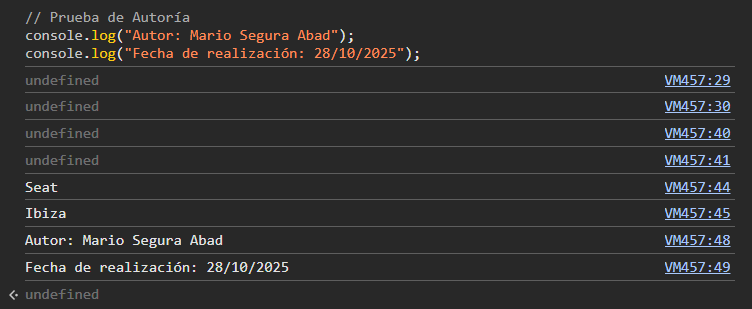 // Prueba de Autoría
console.log("Autor: Mario Segura Abad");
console.log("Fecha de realización: 28/10/2025");
undefined VM457:29
undefined VM457:30
undefined VM457:40
undefined VM457:41
Seat VM457:44
Ibiza VM457:45
Autor: Mario Segura Abad VM457:48
Fecha de realización: 28/10/2025 VM457:49
undefined